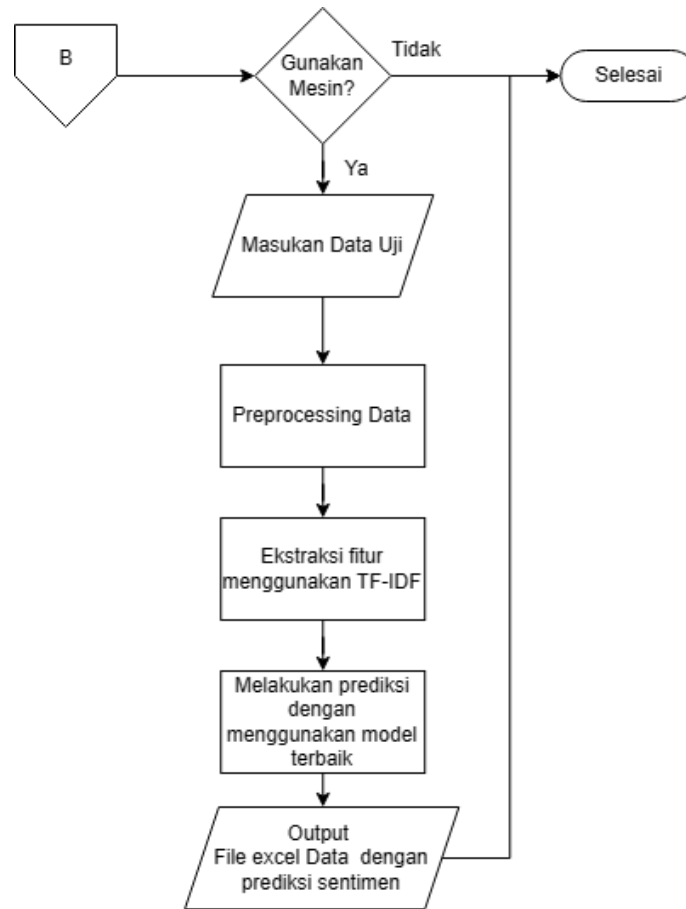 B
Gunakan
Mesin?
Tidak
Selesai
Ya
Masukan Data Uji
Preprocessing Data
Ekstraksi fitur
menggunakan TF-IDF
Melakukan prediksi
dengan
menggunakan model
terbaik
Output
File excel Data dengan
prediksi sentimen